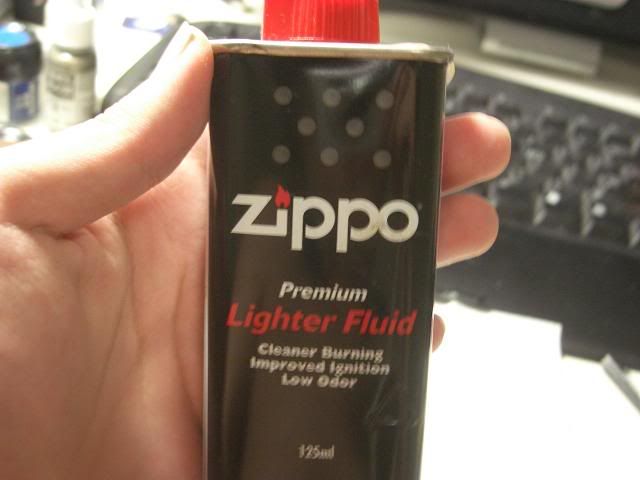 zippo
Premium
Lighter Fluid
Cleaner Burning
Improved Ignition
Low Odor
125ml